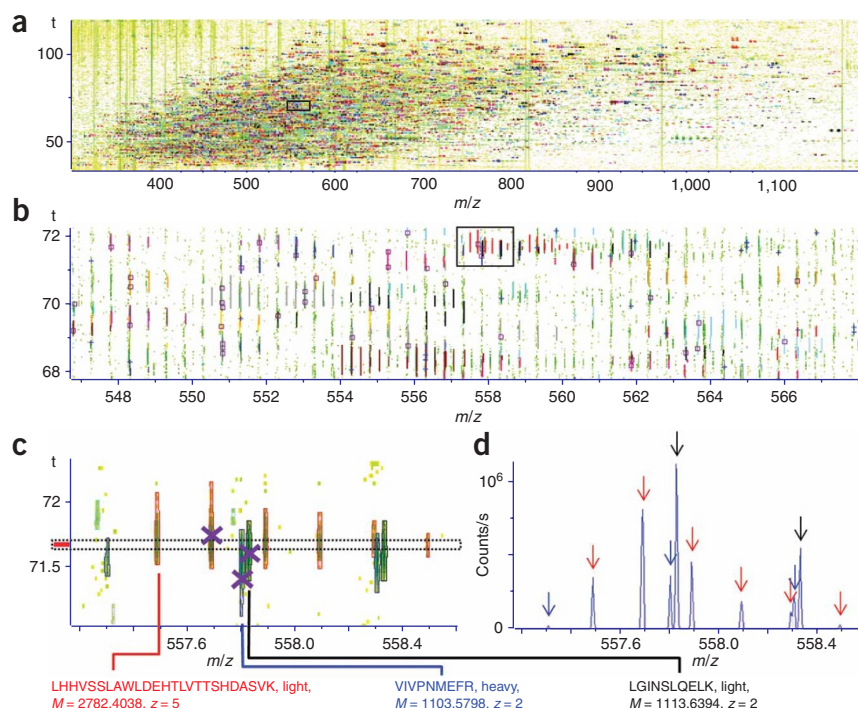 a
t
100
50
400 500 600 700 800 900 1,000 1,100
m/z
b
t
72
70
68
548 550 552 554 556 558 560 562 564 566
m/z
c
d
t
72
71.5
557.6 558.0 558.4
m/z
10⁶
Counts/s
0
557.6 558.0 558.4
m/z
LHHVSSLAWLDEHTLVTTSHDASVK, light,
M = 2782.4038, z = 5
VIVPNMEFR, heavy,
M = 1103.5798, z = 2
LGINSLQELK, light,
M = 1113.6394, z = 2